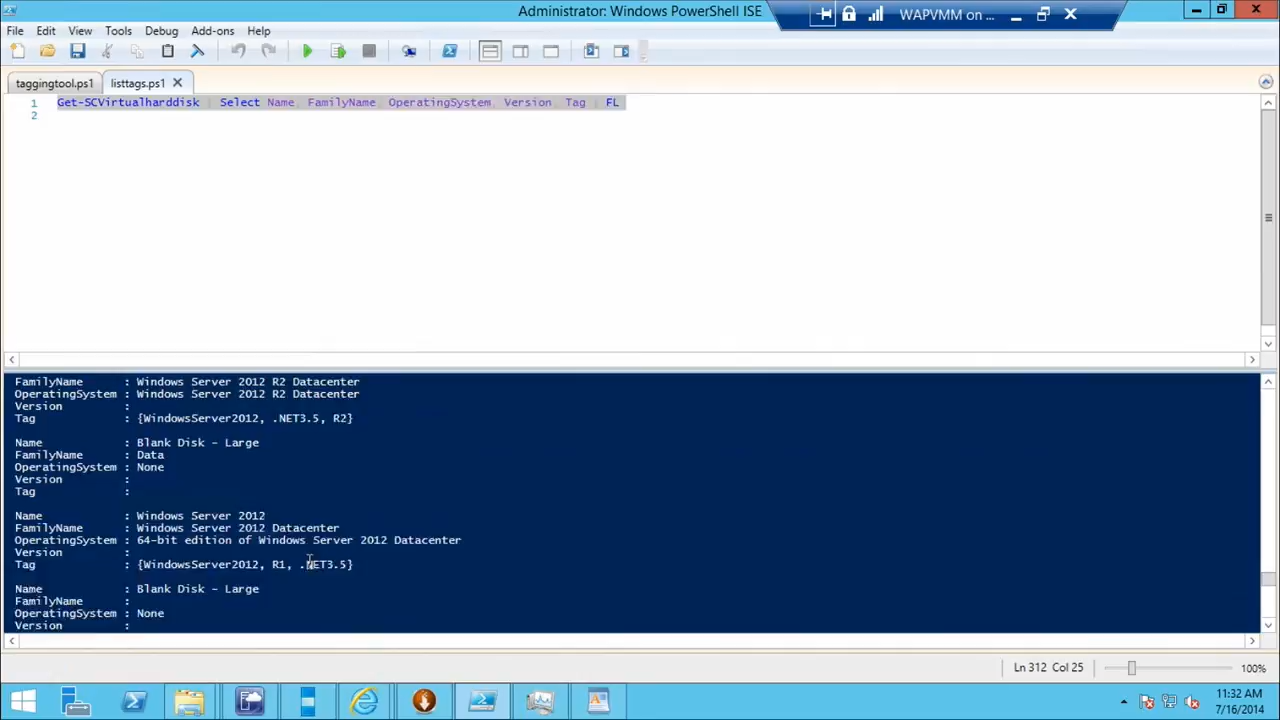 Administrator: Windows PowerShell ISE
WAPVMM on ...
File Edit View Tools Debug Add-ons Help
taggingtool.ps1 listtags.ps1
1 Get-SCVirtualharddisk | Select Name, FamilyName, OperatingSystem, Version, Tag | FL
2
FamilyName : Windows Server 2012 R2 Datacenter
OperatingSystem : Windows Server 2012 R2 Datacenter
Version :
Tag : {WindowsServer2012, .NET3.5, R2}
Name : Blank Disk - Large
FamilyName : Data
OperatingSystem : None
Version :
Tag :
Name : Windows Server 2012
FamilyName : Windows Server 2012 Datacenter
OperatingSystem : 64-bit edition of Windows Server 2012 Datacenter
Version :
Tag : {WindowsServer2012, R1, .NET3.5}
Name : Blank Disk - Large
FamilyName :
OperatingSystem : None
Version :
Ln 312 Col 25 100%
11:32 AM
7/16/2014